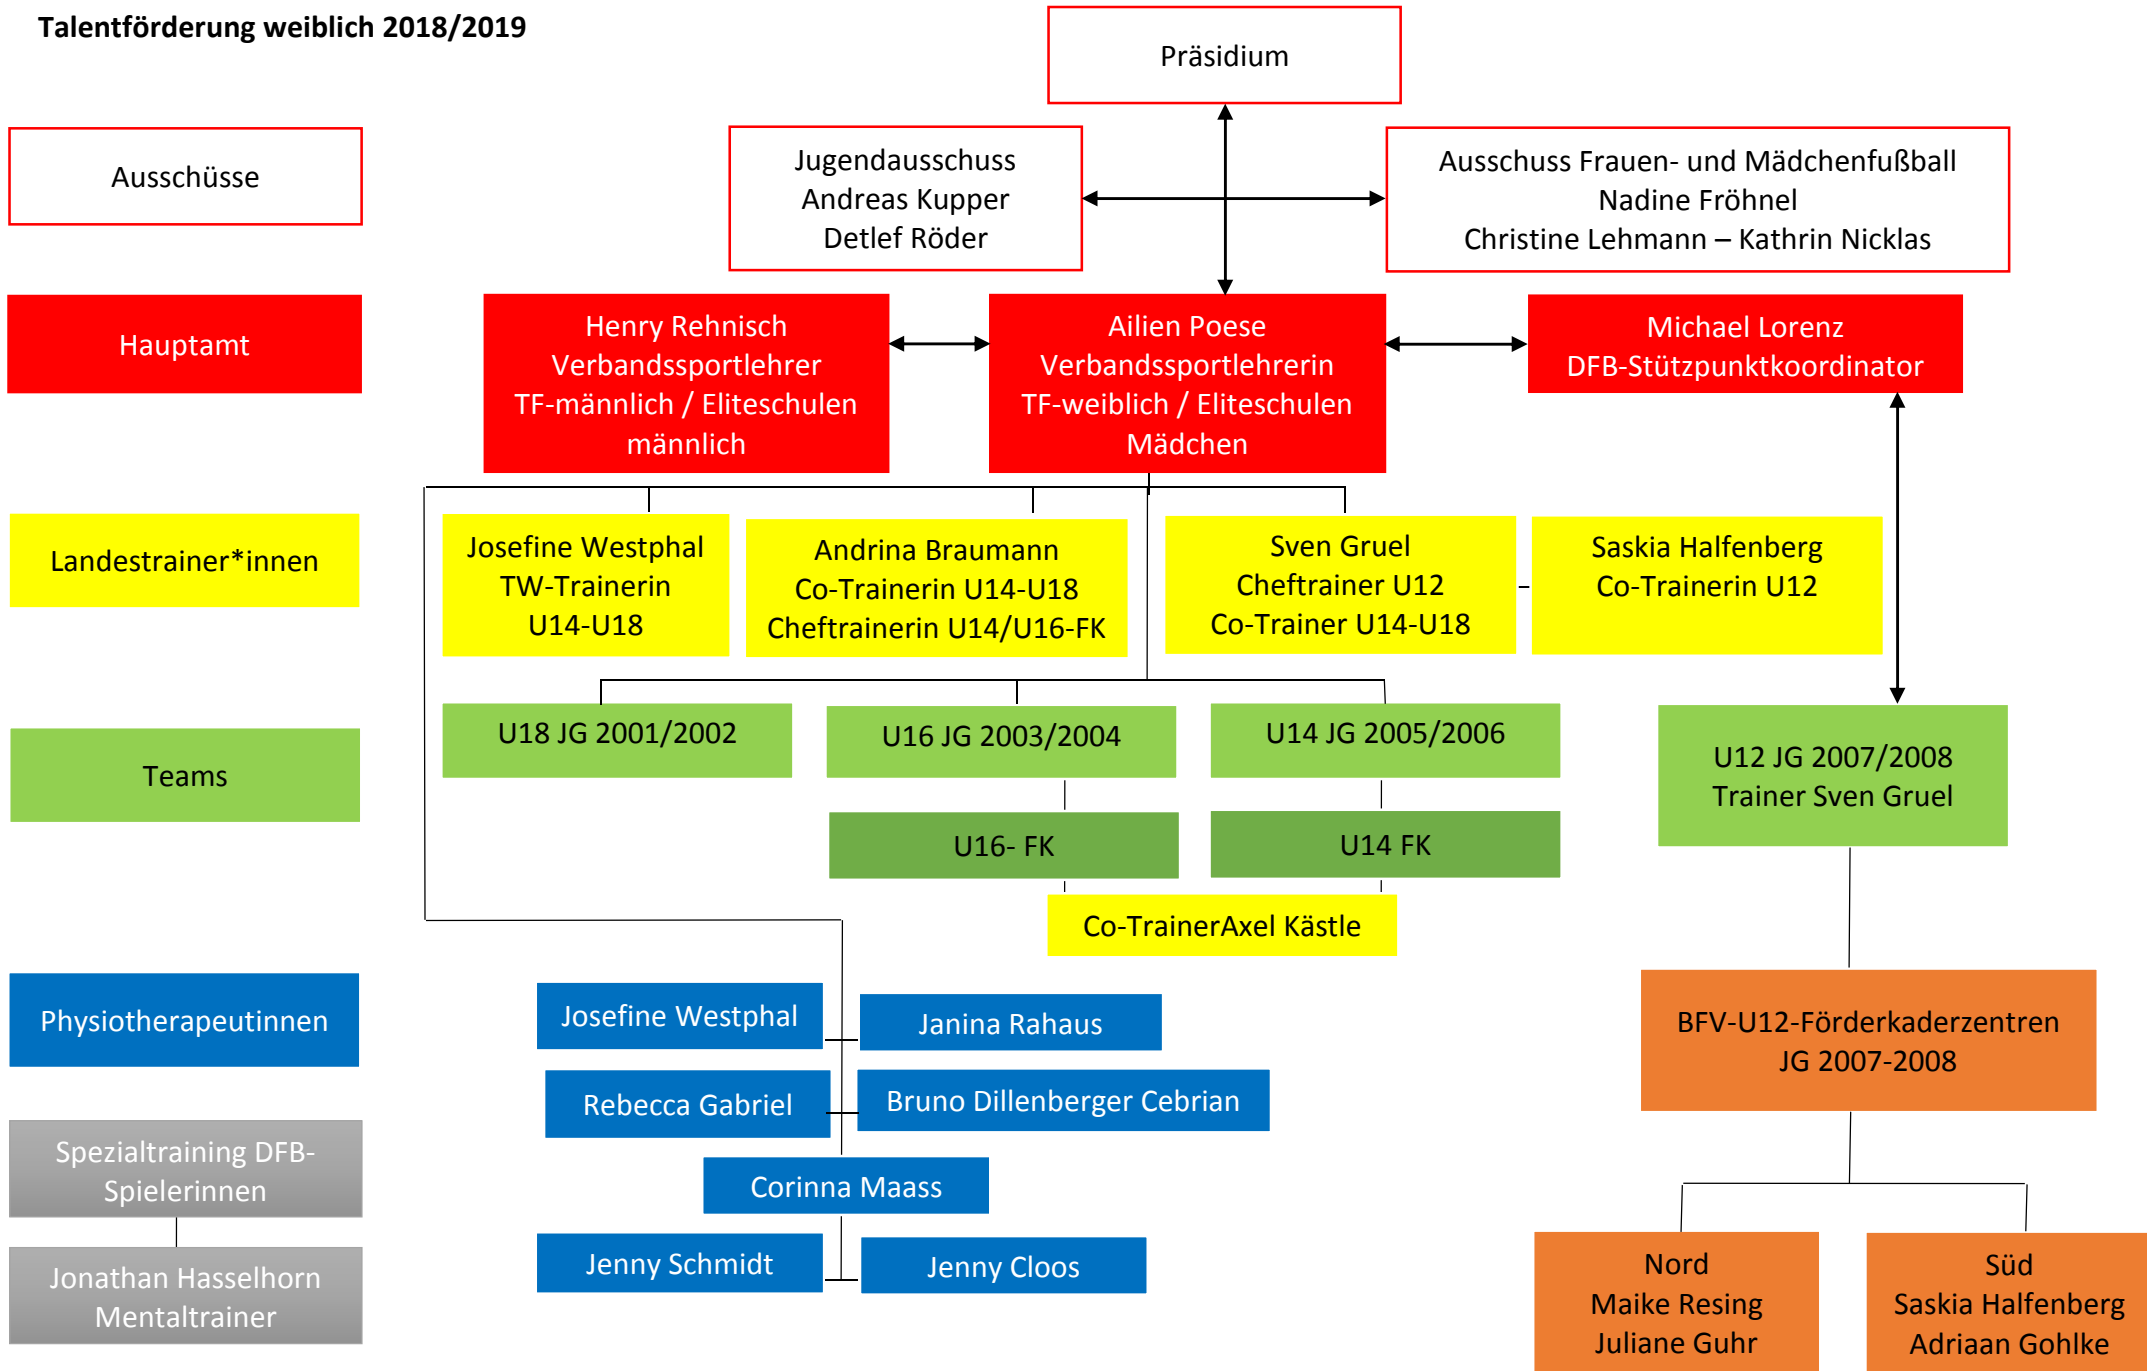 Talentförderung weiblich 2018/2019
Präsidium
Ausschüsse
Jugendausschuss
Andreas Kupper
Detlef Röder
Ausschuss Frauen- und Mädchenfußball
Nadine Fröhnel
Christine Lehmann – Kathrin Nicklas
Hauptamt
Henry Rehnisch
Verbandssportlehrer
TF-männlich / Eliteschulen
männlich
Ailien Poese
Verbandssportlehrerin
TF-weiblich / Eliteschulen
Mädchen
Michael Lorenz
DFB-Stützpunktkoordinator
Landestrainer*innen
Josefine Westphal
TW-Trainerin
U14-U18
Andrina Braumann
Co-Trainerin U14-U18
Cheftrainerin U14/U16-FK
Sven Gruel
Cheftrainer U12
Co-Trainer U14-U18
Saskia Halfenberg
Co-Trainerin U12
Teams
U18 JG 2001/2002
U16 JG 2003/2004
U14 JG 2005/2006
U12 JG 2007/2008
Trainer Sven Gruel
U16- FK
U14 FK
Co-TrainerAxel Kästle
Physiotherapeutinnen
Josefine Westphal
Janina Rahaus
Rebecca Gabriel
Bruno Dillenberger Cebrian
Corinna Maass
Jenny Schmidt
Jenny Cloos
BFV-U12-Förderkaderzentren
JG 2007-2008
Spezialtraining DFB-
Spielerinnen
Jonathan Hasselhorn
Mentaltrainer
Nord
Maike Resing
Juliane Guhr
Süd
Saskia Halfenberg
Adriaan Gohlke